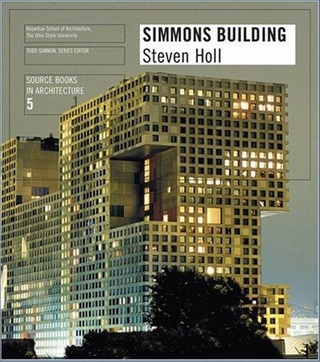 Knowlton School of Architecture,
The Ohio State University
TODD GANNON, SERIES EDITOR
SOURCE BOOKS
IN ARCHITECTURE
5
SIMMONS BUILDING
Steven Holl